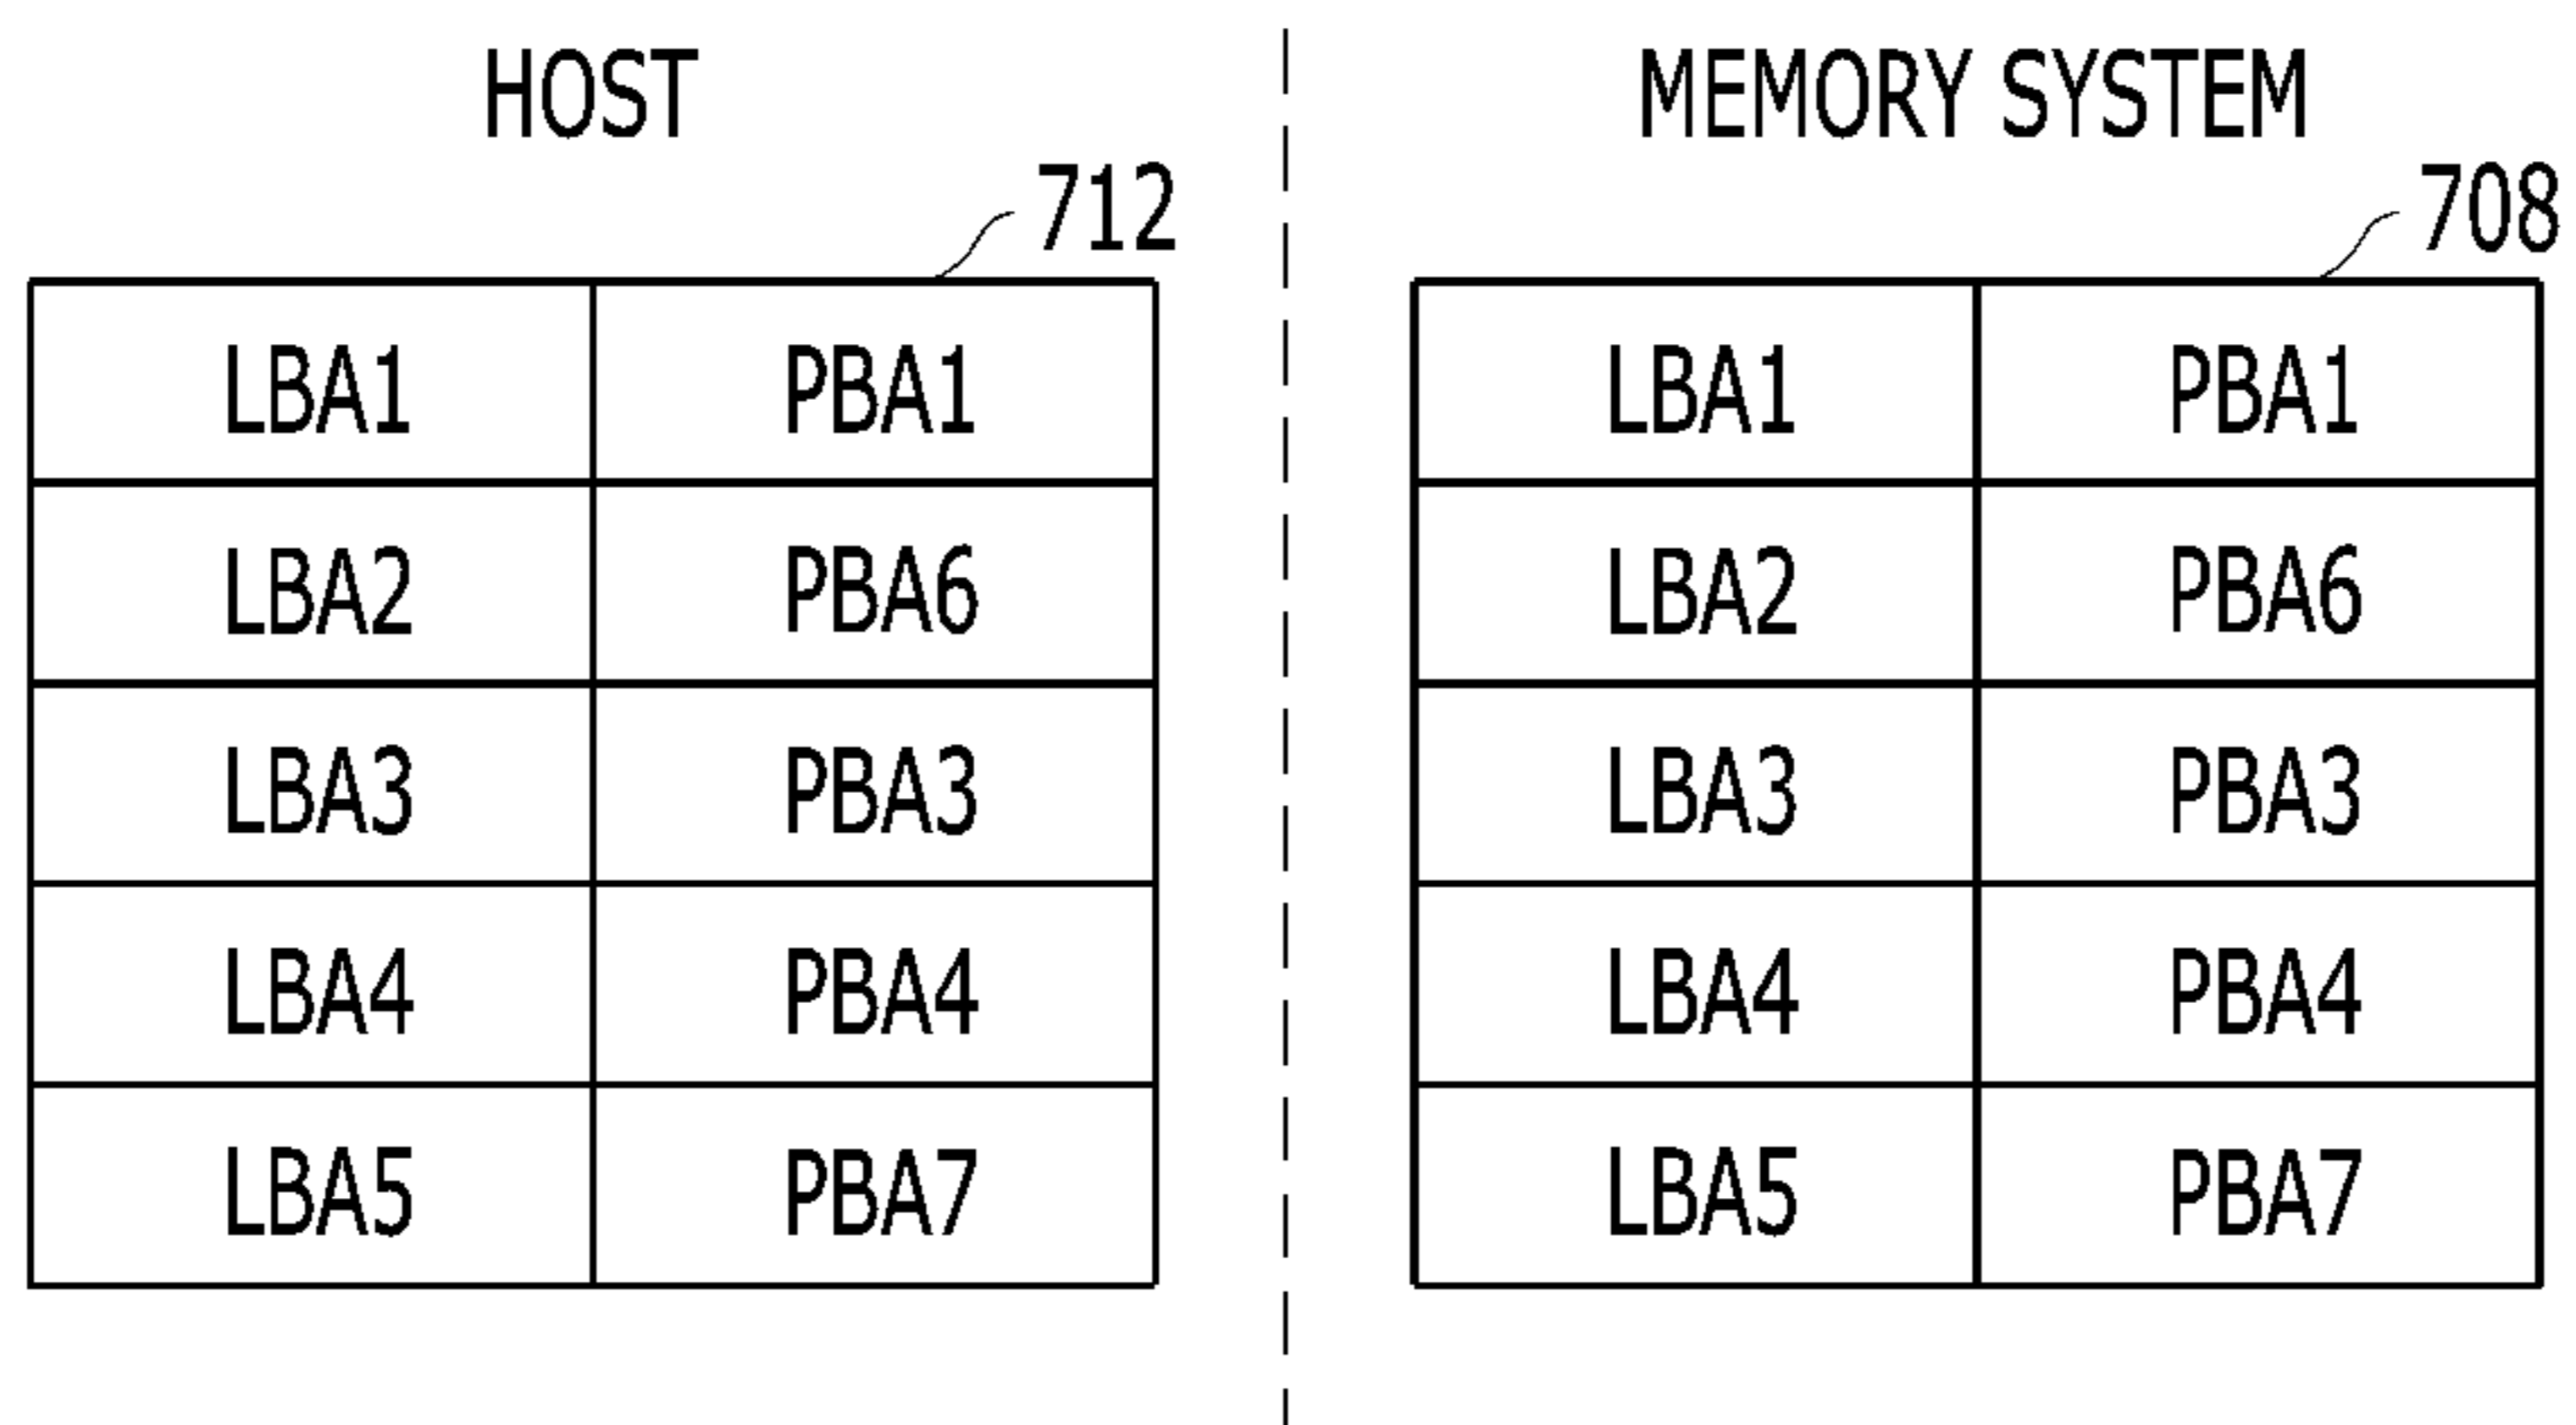 HOST MEMORY SYSTEM
712 708
LBA1 PBA1 LBA1 PBA1
LBA2 PBA6 LBA2 PBA6
LBA3 PBA3 LBA3 PBA3
LBA4 PBA4 LBA4 PBA4
LBA5 PBA7 LBA5 PBA7